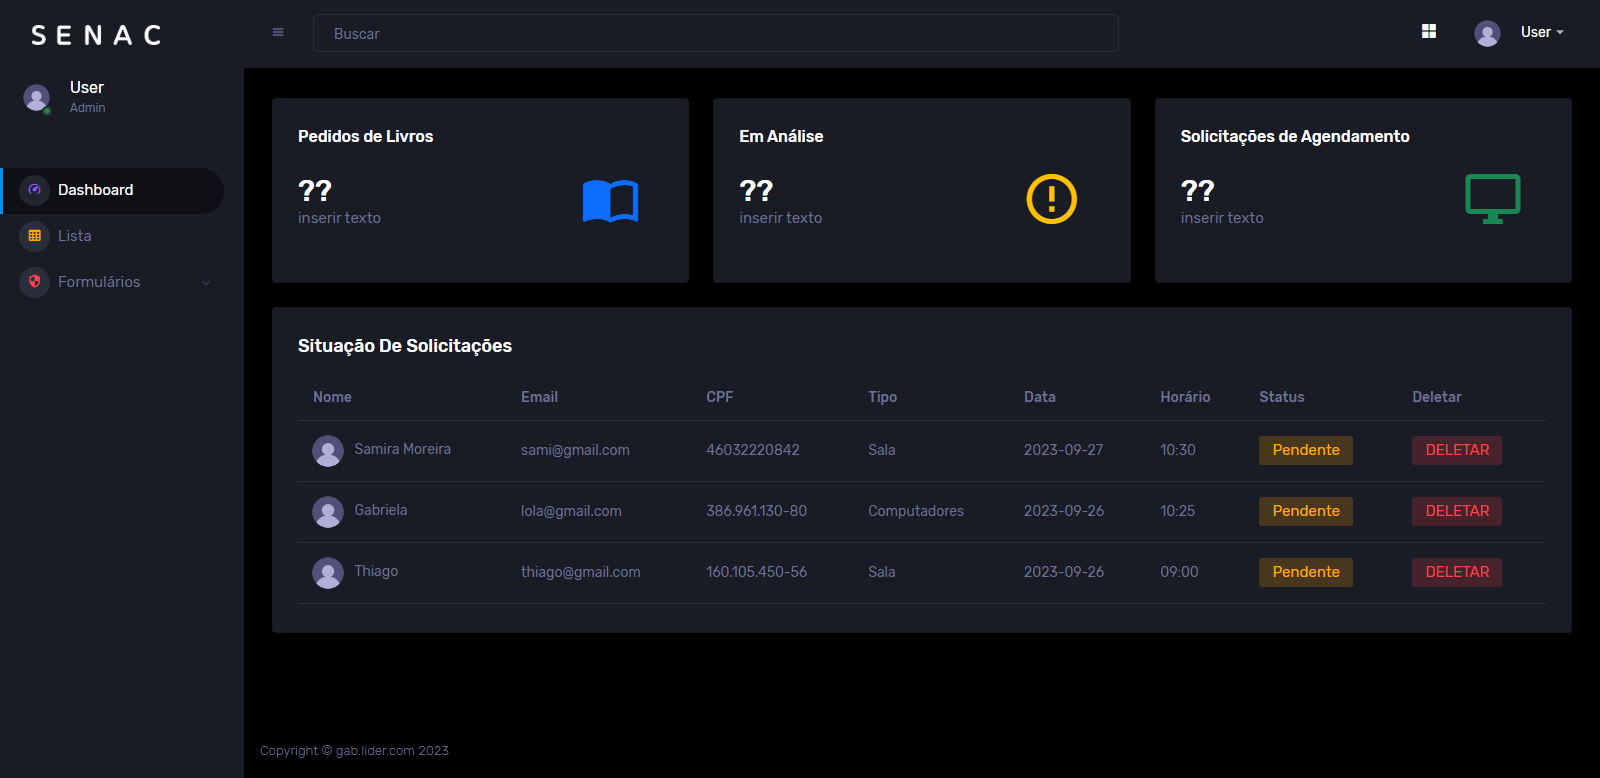 SENAC
Buscar
User
User
Admin
Dashboard
Lista
Formulários
Pedidos de Livros
??
inserir texto
Em Análise
??
inserir texto
Solicitações de Agendamento
??
inserir texto
Situação De Solicitações
Nome Email CPF Tipo Data Horário Status Deletar
Samira Moreira sami@gmail.com 46032220842 Sala 2023-09-27 10:30 Pendente DELETAR
Gabriela lola@gmail.com 386.961.130-80 Computadores 2023-09-26 10:25 Pendente DELETAR
Thiago thiago@gmail.com 160.105.450-56 Sala 2023-09-26 09:00 Pendente DELETAR
Copyright © gab.lider.com 2023